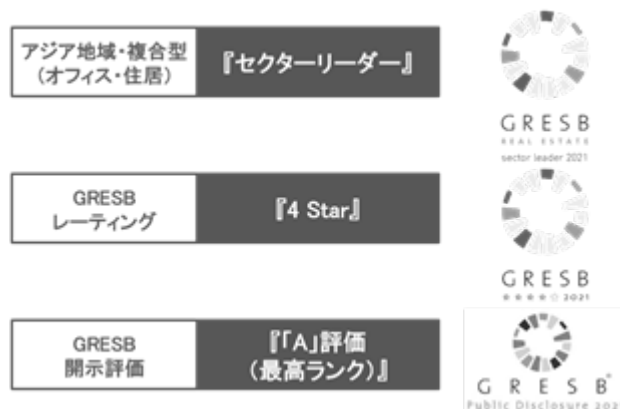 アジア地域・複合型
(オフィス・住居)
『セクターリーダー』
GRESB
REAL ESTATE
sector leader 2021
GRESB
レーティング
『4 Star』
GRESB
★★★★☆ 2021
GRESB
開示評価
『「A」評価
(最高ランク)』
GRESB
Public Disclosure